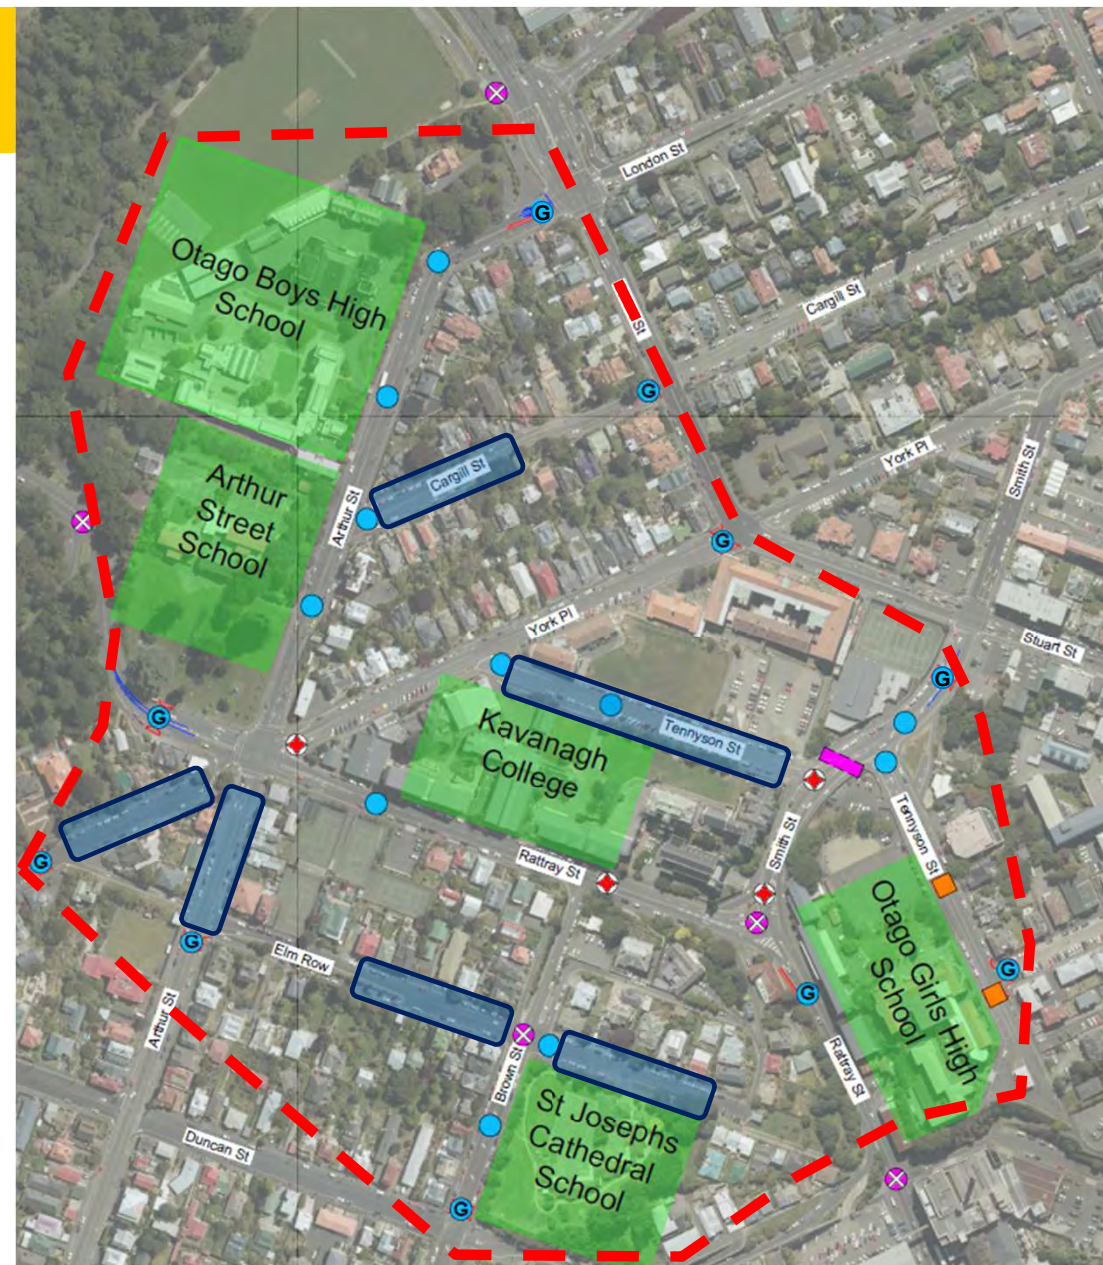 London St
G
Otago Boys High
School
Cargill St
St
G
York Pl
Smith St
Cargill St
Arthur St
Arthur
Street
School
G
York Pl
Stuart St
G
Kavanagh
College
Tennyson St
G
Tennyson St
Smith St
Rattray St
G
Otago Girls High
School
G
Elm Row
G
G
Arthur St
Brown St
Rattray St
St Josephs
Cathedral
School
Duncan St
G